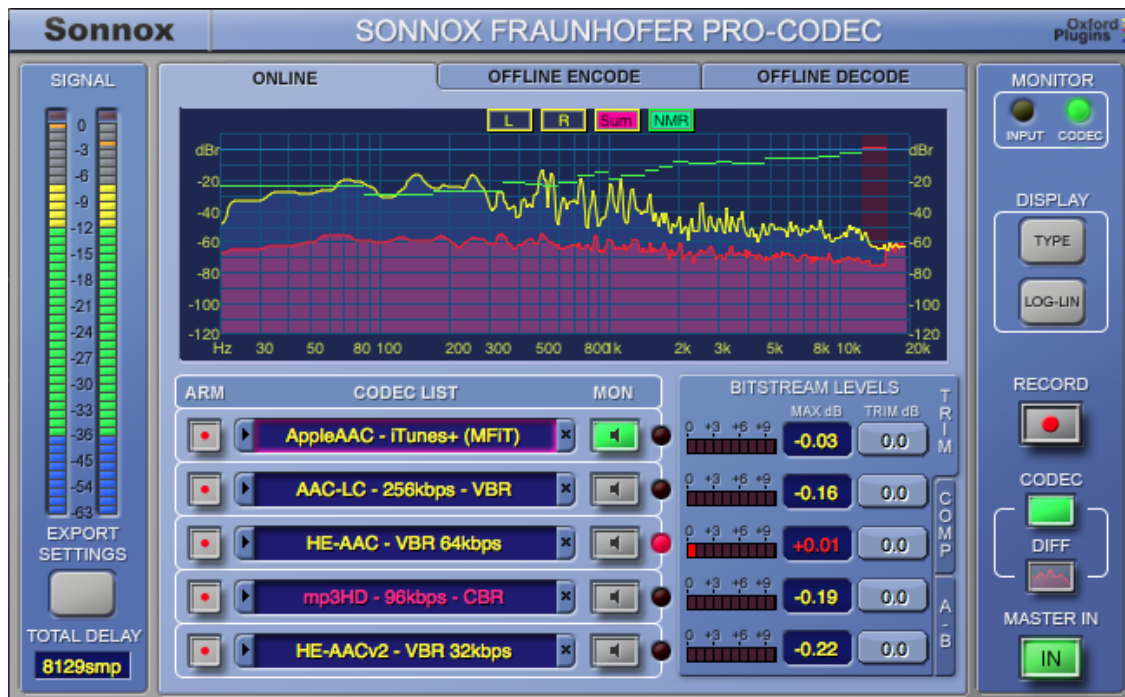 Sonnox
SONNOX FRAUNHOFER PRO-CODEC
Oxford
Plugins
SIGNAL
0
-3
-6
-9
-12
-15
-18
-21
-24
-27
-30
-33
-36
-45
-54
-63
EXPORT
SETTINGS
TOTAL DELAY
8129smp
ONLINE
OFFLINE ENCODE
OFFLINE DECODE
L R Sum NMR
dBr dBr
-20 -20
-40 -40
-60 -60
-80 -80
-100 -100
-120 -120
Hz 30 50 80 100 200 300 500 800 1k 2k 3k 5k 8k 10k 20k
ARM CODEC LIST MON
AppleAAC - iTunes+ (MFiT)
AAC-LC - 256kbps - VBR
HE-AAC - VBR 64kbps
mp3HD - 96kbps - CBR
HE-AACv2 - VBR 32kbps
BITSTREAM LEVELS
MAX dB TRIM dB
0 +3 +6 +9 -0.03 0.0
0 +3 +6 +9 -0.16 0.0
0 +3 +6 +9 +0.01 0.0
0 +3 +6 +9 -0.19 0.0
0 +3 +6 +9 -0.22 0.0
TRIM
COMP
A-B
MONITOR
INPUT CODEC
DISPLAY
TYPE
LOG-LIN
RECORD
CODEC
DIFF
MASTER IN
IN